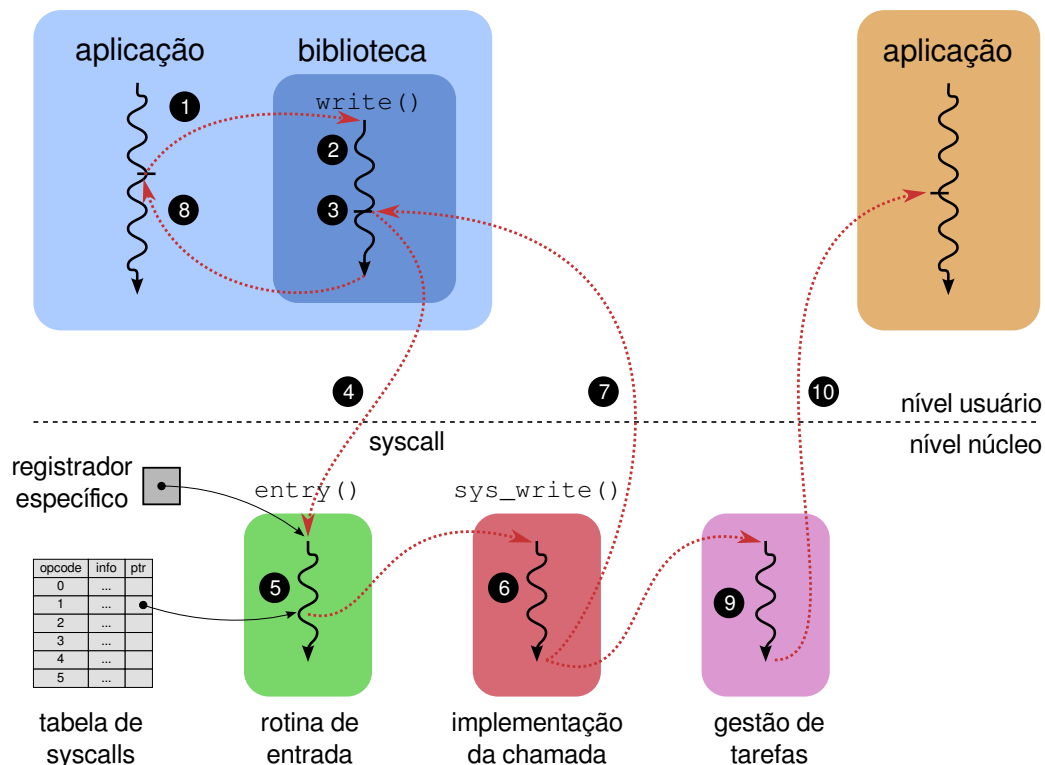 aplicação
biblioteca
aplicação
write()
1
2
3
8
4
7
10
nível usuário
syscall
nível núcleo
registrador
específico
entry()
sys_write()
opcode info ptr
0 ...
1 ...
2 ...
3 ...
4 ...
5 ...
5
6
9
tabela de
syscalls
rotina de
entrada
implementação
da chamada
gestão de
tarefas